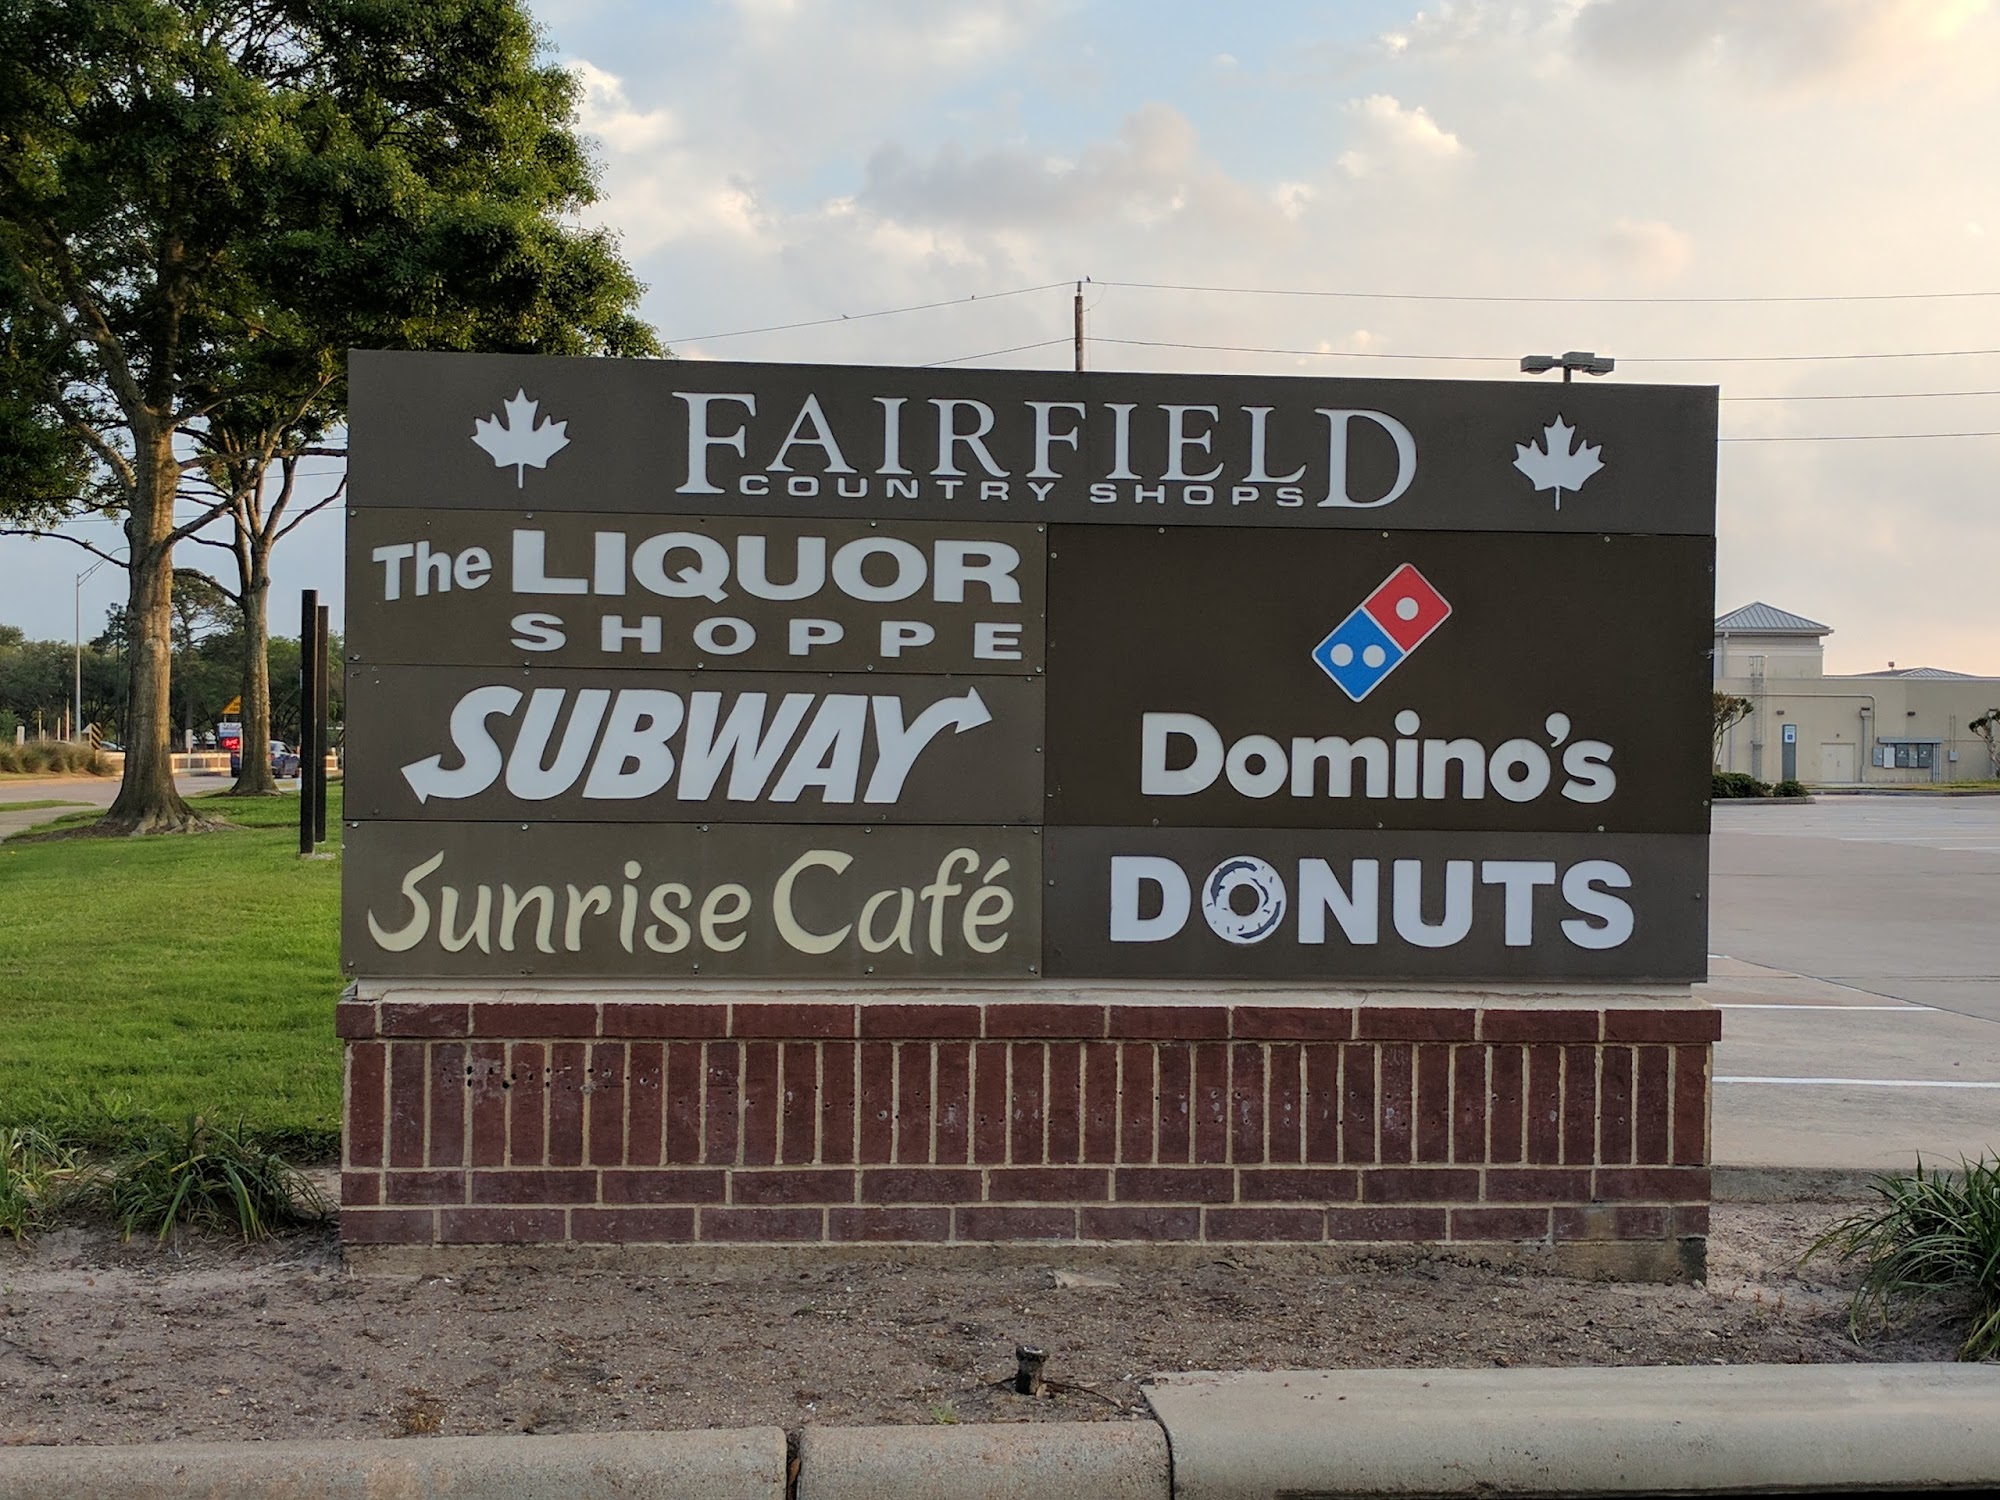 FAIRFIELD
COUNTRY SHOPS
The LIQUOR
SHOPPE
SUBWAY
Sunrise Café
Domino's
DONUTS